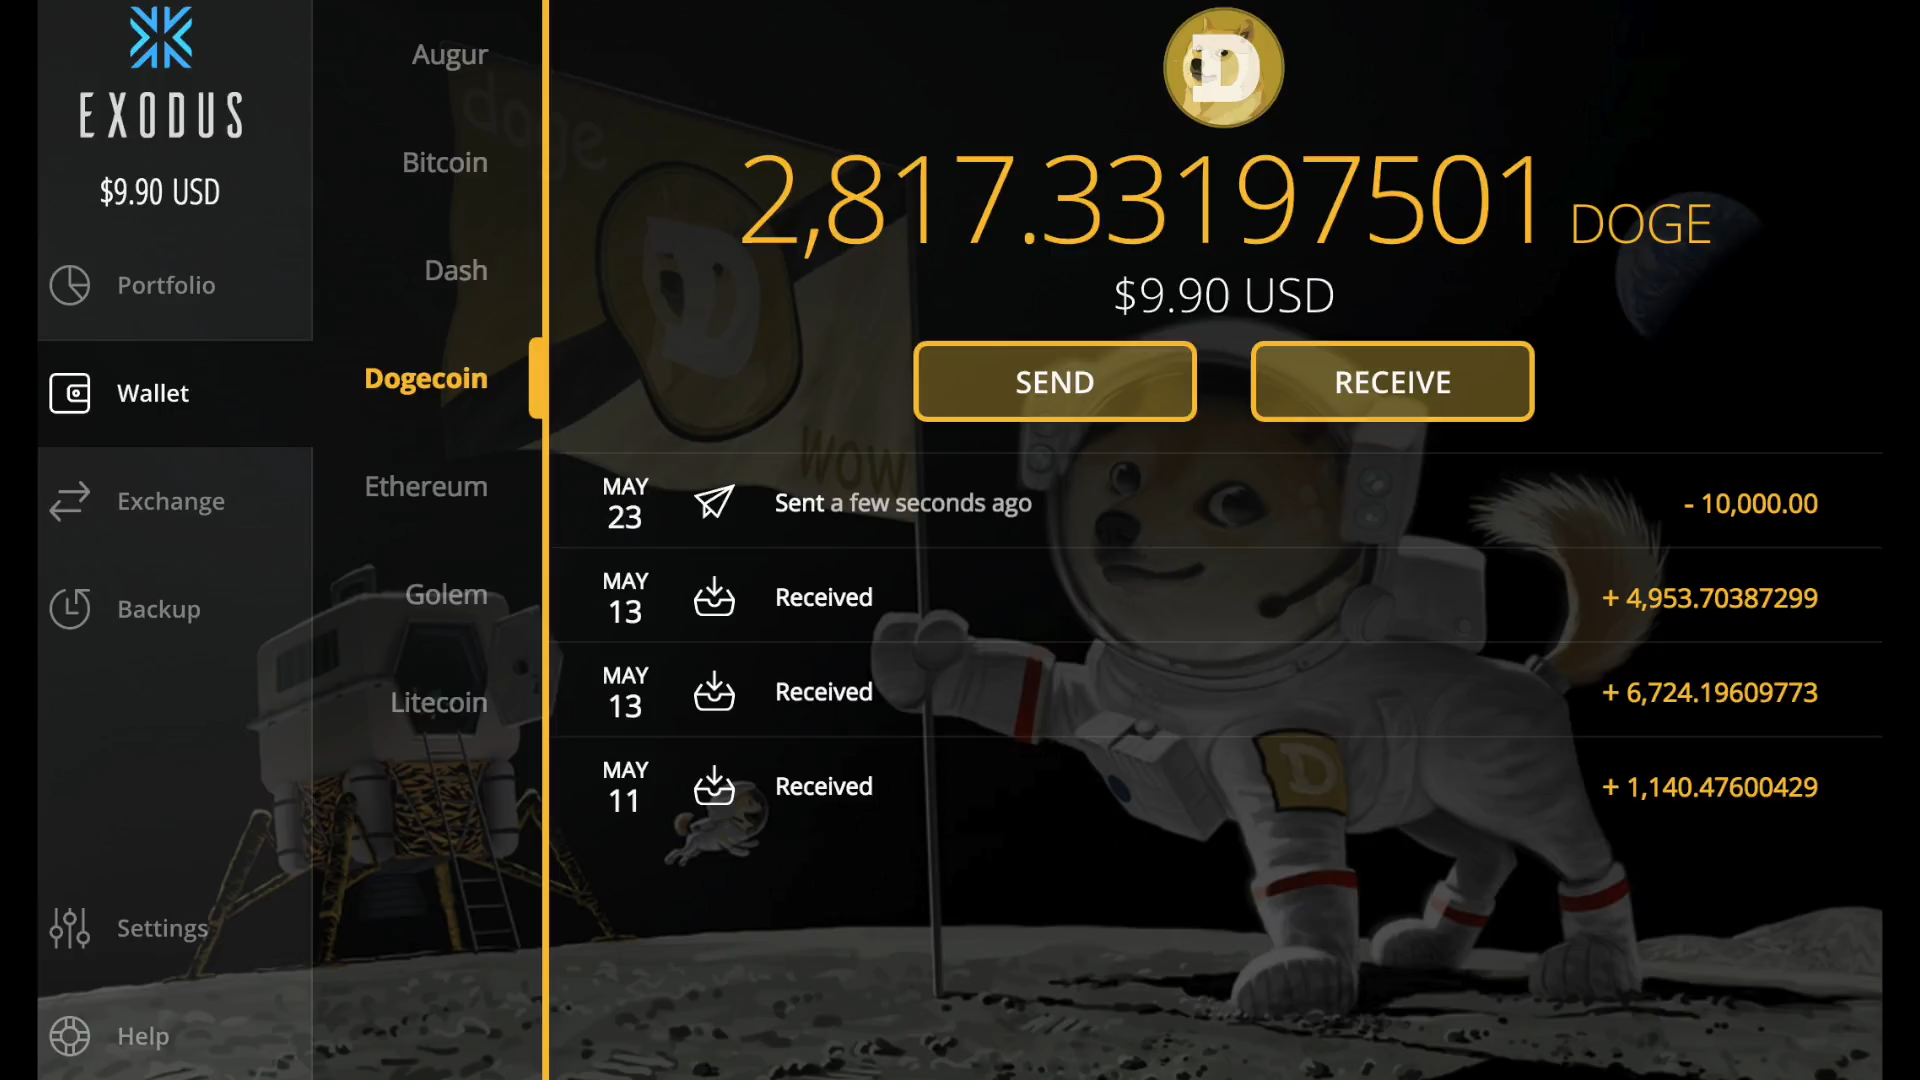 EXODUS
$9.90 USD
Portfolio
Wallet
Exchange
Backup
Settings
Help
Augur
Bitcoin
Dash
Dogecoin
Ethereum
Golem
Litecoin
doge
D
WOW
D
2,817.33197501 DOGE
$9.90 USD
SEND
RECEIVE
MAY 23
Sent a few seconds ago
- 10,000.00
MAY 13
Received
+ 4,953.70387299
MAY 13
Received
+ 6,724.19609773
MAY 11
Received
+ 1,140.47600429
D